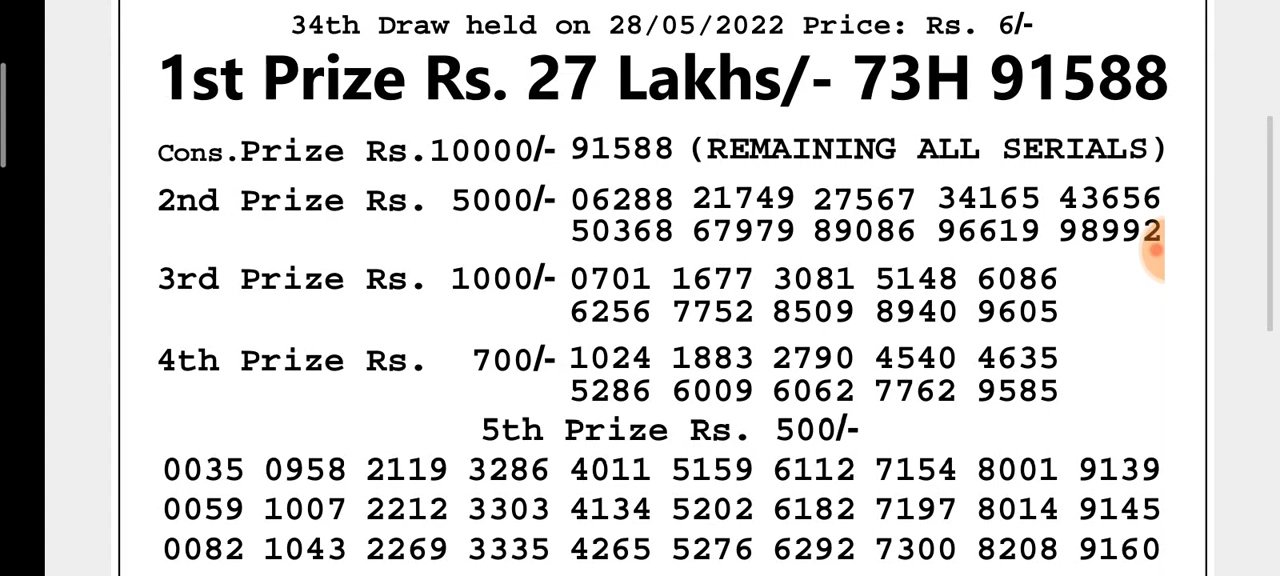 34th Draw held on 28/05/2022 Price: Rs. 6/-
1st Prize Rs. 27 Lakhs/- 73H 91588
Cons.Prize Rs.10000/- 91588 (REMAINING ALL SERIALS)
2nd Prize Rs. 5000/- 06288 21749 27567 34165 43656
50368 67979 89086 96619 98992
3rd Prize Rs. 1000/- 0701 1677 3081 5148 6086
6256 7752 8509 8940 9605
4th Prize Rs. 700/- 1024 1883 2790 4540 4635
5286 6009 6062 7762 9585
5th Prize Rs. 500/-
0035 0958 2119 3286 4011 5159 6112 7154 8001 9139
0059 1007 2212 3303 4134 5202 6182 7197 8014 9145
0082 1043 2269 3335 4265 5276 6292 7300 8208 9160